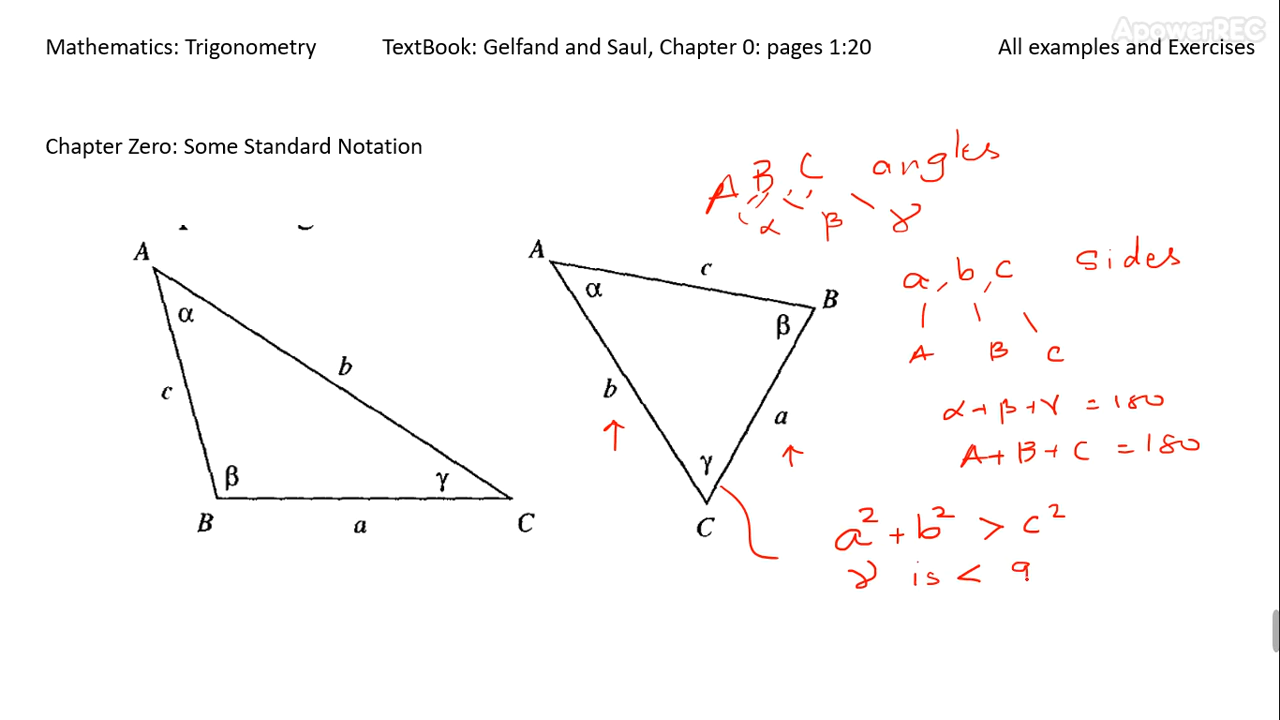 ApowerREC
Mathematics: Trigonometry TextBook: Gelfand and Saul, Chapter 0: pages 1:20 All examples and Exercises
Chapter Zero: Some Standard Notation
A B C angles
α β γ
a, b, c sides
A B C
α + β + γ = 180
A + B + C = 180
a² + b² > c²
γ is < 9
A
α
c
b
β
γ
B
a
C
A
c
B
α
β
b
a
γ
C